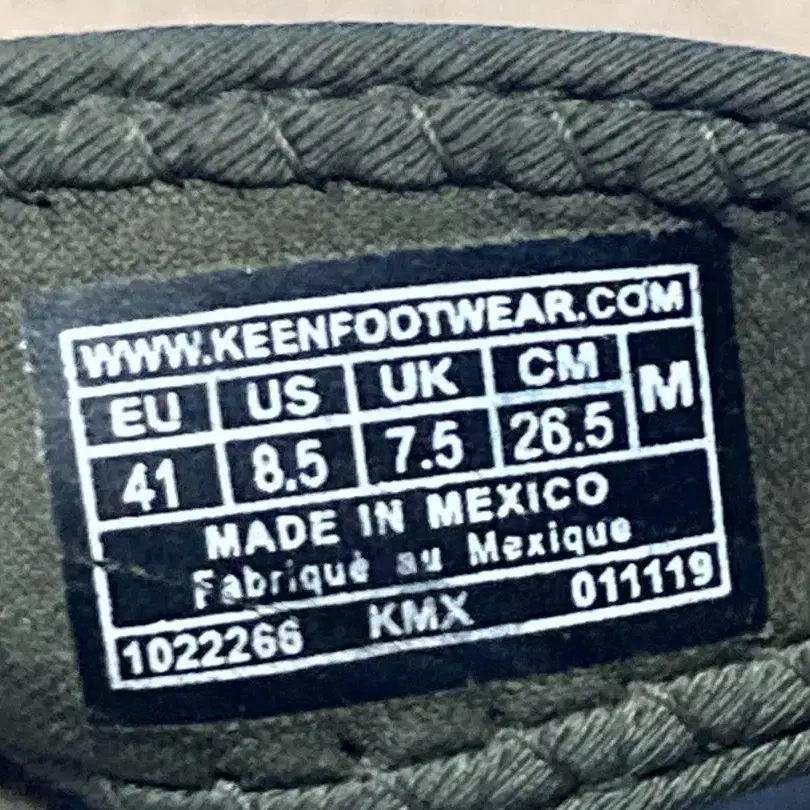 WWW.KEENFOOTWEAR.COM
EU US UK CM M
41 8.5 7.5 26.5
MADE IN MEXICO
Fabriqué au Mexique
1022266 KMX 011119